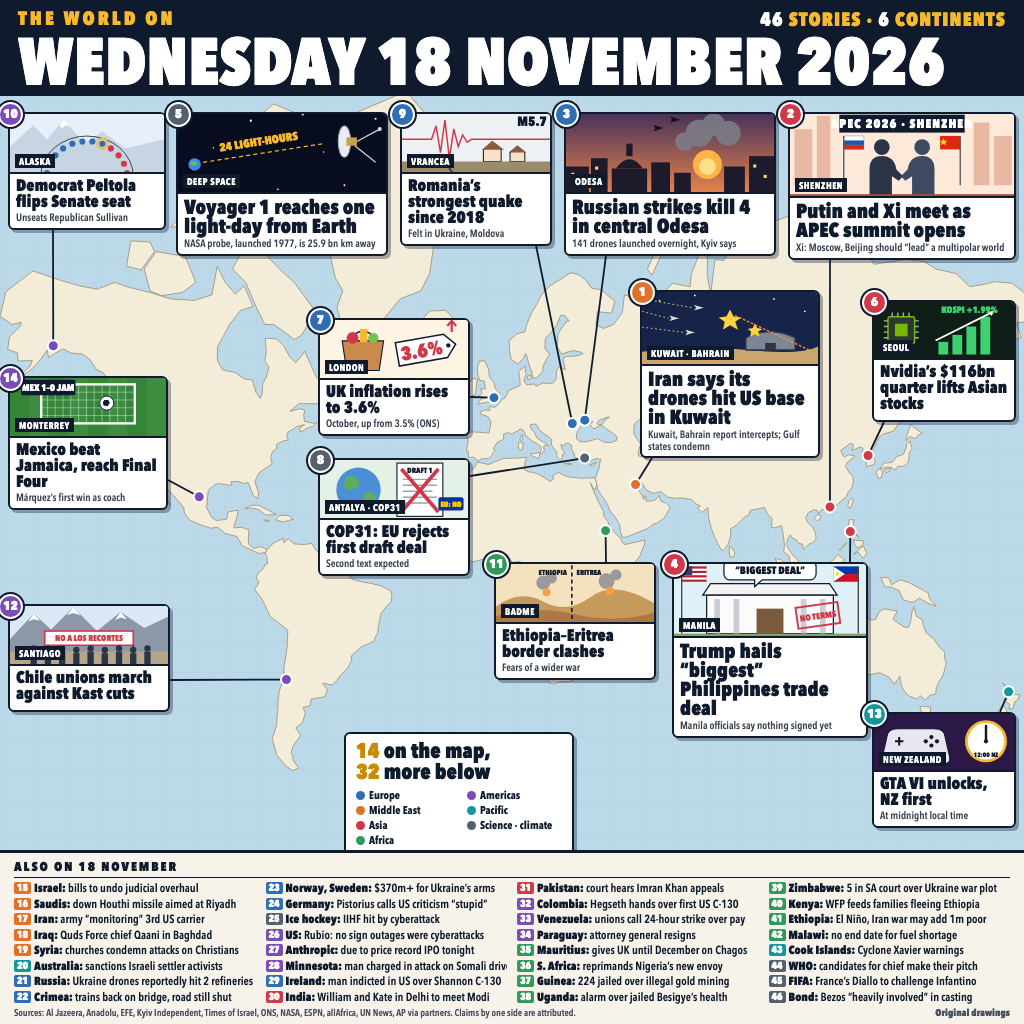 THE WORLD ON
46 STORIES · 6 CONTINENTS
WEDNESDAY 18 NOVEMBER 2026
10
ALASKA
Democrat Peltola
flips Senate seat
Unseats Republican Sullivan
5
24 LIGHT-HOURS
DEEP SPACE
Voyager 1 reaches one
light-day from Earth
NASA probe, launched 1977, is 25.9 bn km away
9
M5.7
VRANCEA
Romania's
strongest quake
since 2018
Felt in Ukraine, Moldova
3
ODESA
Russian strikes kill 4
in central Odesa
141 drones launched overnight, Kyiv says
2
APEC 2026 · SHENZHEN
SHENZHEN
Putin and Xi meet as
APEC summit opens
Xi: Moscow, Beijing should "lead" a multipolar world
1
KUWAIT · BAHRAIN
Iran says its
drones hit US base
in Kuwait
Kuwait, Bahrain report intercepts; Gulf
states condemn
6
KOSPI +1.99%
SEOUL
Nvidia's $116bn
quarter lifts Asian
stocks
7
3.6%
LONDON
UK inflation rises
to 3.6%
October, up from 3.5% (ONS)
14
MEX 1-0 JAM
MONTERREY
Mexico beat
Jamaica, reach Final
Four
Márquez's first win as coach
8
DRAFT 1
EU: NO
ANTALYA · COP31
COP31: EU rejects
first draft deal
Second text expected
11
ETHIOPIA
ERITREA
BADME
Ethiopia–Eritrea
border clashes
Fears of a wider war
4
"BIGGEST DEAL"
NO TERMS
MANILA
Trump hails
"biggest"
Philippines trade
deal
Manila officials say nothing signed yet
12
NO A LOS RECORTES
SANTIAGO
Chile unions march
against Kast cuts
13
12:00 NZ
NEW ZEALAND
GTA VI unlocks,
NZ first
At midnight local time
14 on the map,
32 more below
Europe
Middle East
Asia
Africa
Americas
Pacific
Science · climate
ALSO ON 18 NOVEMBER
15 Israel: bills to undo judicial overhaul
16 Saudis: down Houthi missile aimed at Riyadh
17 Iran: army "monitoring" 3rd US carrier
18 Iraq: Quds Force chief Qaani in Baghdad
19 Syria: churches condemn attacks on Christians
20 Australia: sanctions Israeli settler activists
21 Russia: Ukraine drones reportedly hit 2 refineries
22 Crimea: trains back on bridge, road still shut
23 Norway, Sweden: $370m+ for Ukraine's arms
24 Germany: Pistorius calls US criticism "stupid"
25 Ice hockey: IIHF hit by cyberattack
26 US: Rubio: no sign outages were cyberattacks
27 Anthropic: due to price record IPO tonight
28 Minnesota: man charged in attack on Somali driv
29 Ireland: man indicted in US over Shannon C-130
30 India: William and Kate in Delhi to meet Modi
31 Pakistan: court hears Imran Khan appeals
32 Colombia: Hegseth hands over first US C-130
33 Venezuela: unions call 24-hour strike over pay
34 Paraguay: attorney general resigns
35 Mauritius: gives UK until December on Chagos
36 S. Africa: reprimands Nigeria's new envoy
37 Guinea: 224 jailed over illegal gold mining
38 Uganda: alarm over jailed Besigye's health
39 Zimbabwe: 5 in SA court over Ukraine war plot
40 Kenya: WFP feeds families fleeing Ethiopia
41 Ethiopia: El Niño, Iran war may add 1m poor
42 Malawi: no end date for fuel shortage
43 Cook Islands: Cyclone Xavier warnings
44 WHO: candidates for chief make their pitch
45 FIFA: France's Diallo to challenge Infantino
46 Bond: Bezos "heavily involved" in casting
Sources: Al Jazeera, Anadolu, EFE, Kyiv Independent, Times of Israel, ONS, NASA, ESPN, allAfrica, UN News, AP via partners. Claims by one side are attributed.
Original drawings